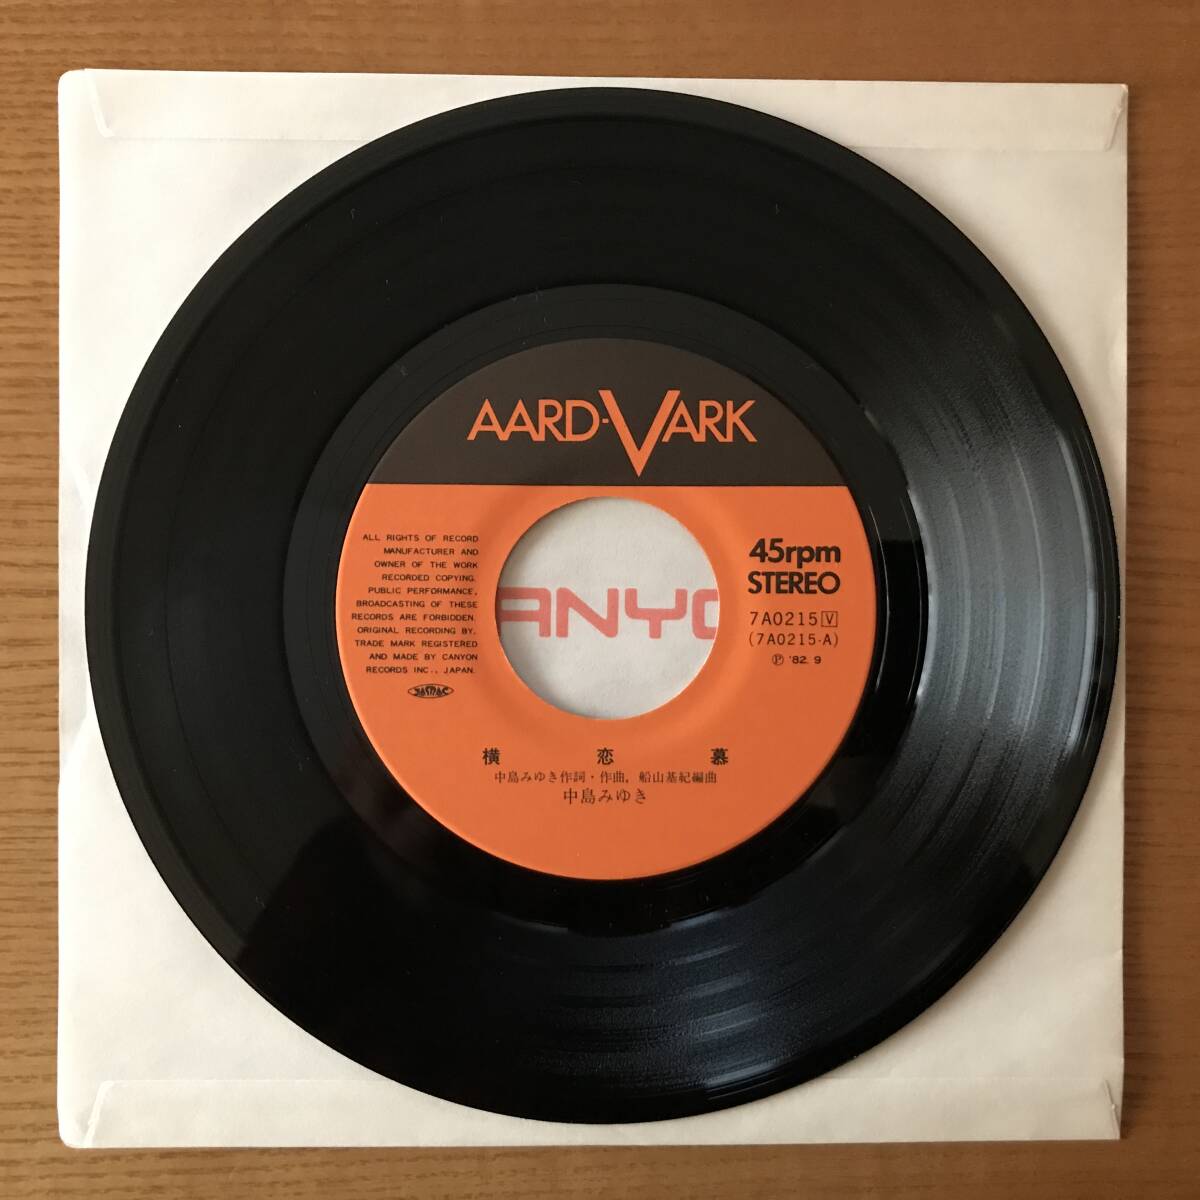 AARD-VARK
ALL RIGHTS OF RECORD
MANUFACTURER AND
OWNER OF THE WORK
RECORDED COPYING.
PUBLIC PERFORMANCE,
BROADCASTING OF THESE
RECORDS ARE FORBIDDEN.
ORIGINAL RECORDING BY.
TRADE MARK REGISTERED
AND MADE BY CANYON
RECORDS INC., JAPAN.
JASRAC
ANYO
45rpm
STEREO
7A0215 V
(7A0215-A)
Ⓟ '82. 9
横 恋 慕
中島みゆき作詞・作曲, 船山基紀編曲
中島みゆき